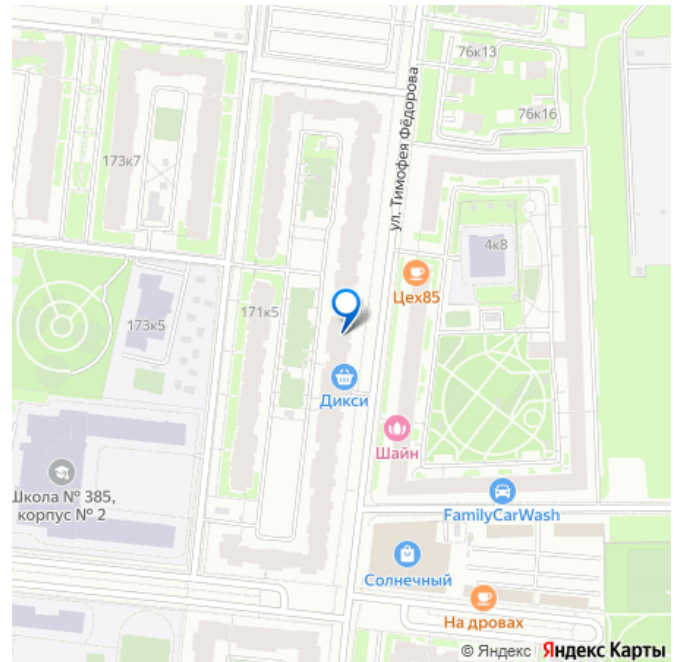 76к13
ул. Тимофея Фёдорова
76к16
173к7
4к8
Цех85
171к5
173к5
Дикси
Шайн
Школа № 385,
корпус № 2
FamilyCarWash
Солнечный
На дровах
© Яндекс Яндекс Карты